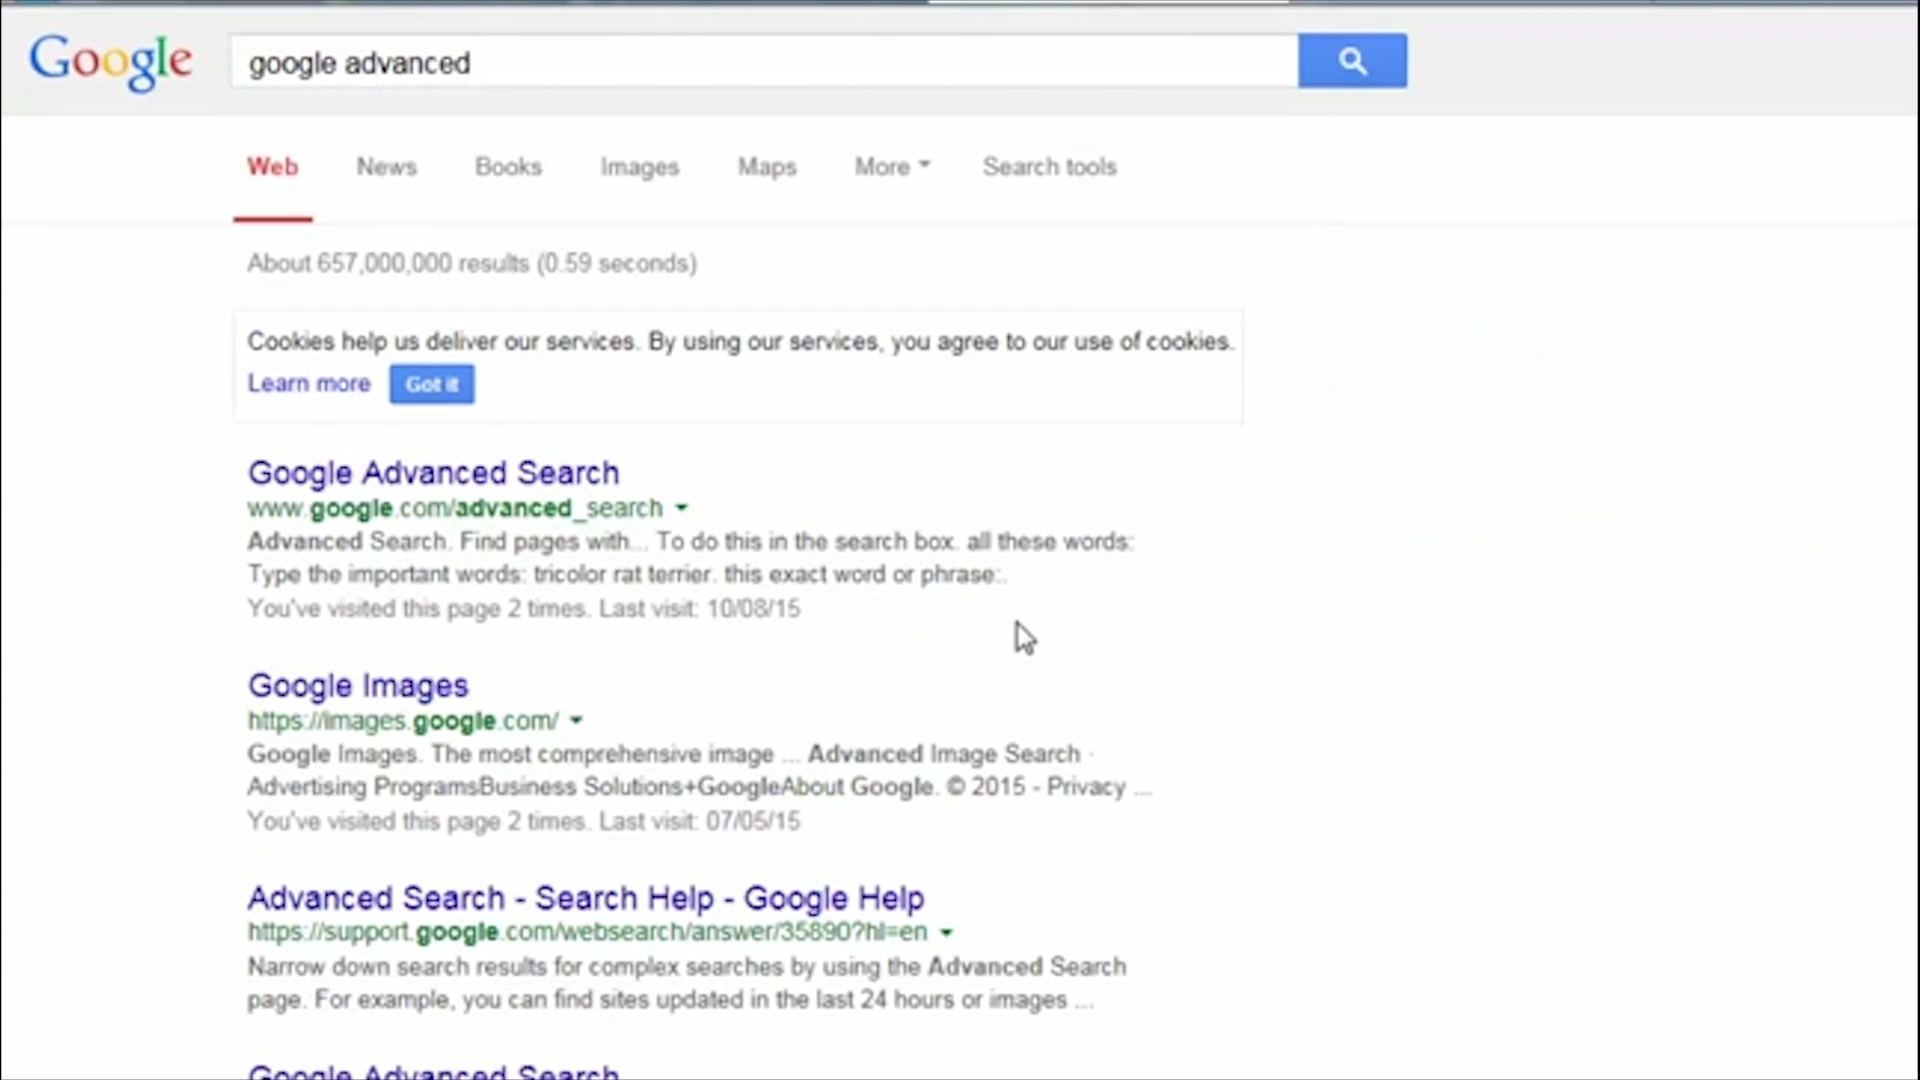 Google
google advanced
Web News Books Images Maps More Search tools
About 657,000,000 results (0.59 seconds)
Cookies help us deliver our services. By using our services, you agree to our use of cookies.
Learn more Got it
Google Advanced Search
www.google.com/advanced_search
Advanced Search. Find pages with... To do this in the search box. all these words:
Type the important words: tricolor rat terrier. this exact word or phrase:.
You've visited this page 2 times. Last visit: 10/08/15
Google Images
https://images.google.com/
Google Images. The most comprehensive image ... Advanced Image Search ·
Advertising ProgramsBusiness Solutions+GoogleAbout Google. © 2015 - Privacy ...
You've visited this page 2 times. Last visit: 07/05/15
Advanced Search - Search Help - Google Help
https://support.google.com/websearch/answer/35890?hl=en
Narrow down search results for complex searches by using the Advanced Search
page. For example, you can find sites updated in the last 24 hours or images ...
Google Advanced Search